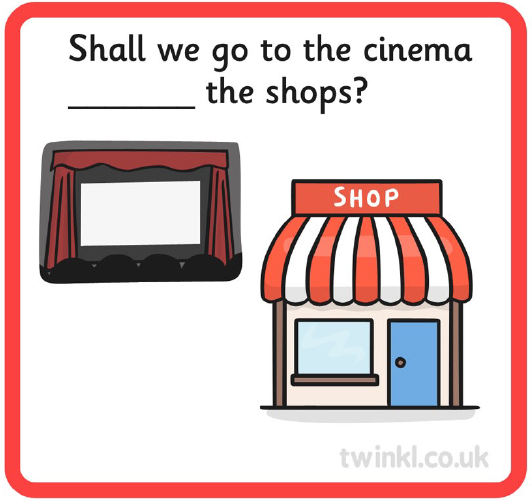 Shall we go to the cinema
_______ the shops?
SHOP
twinkl.co.uk